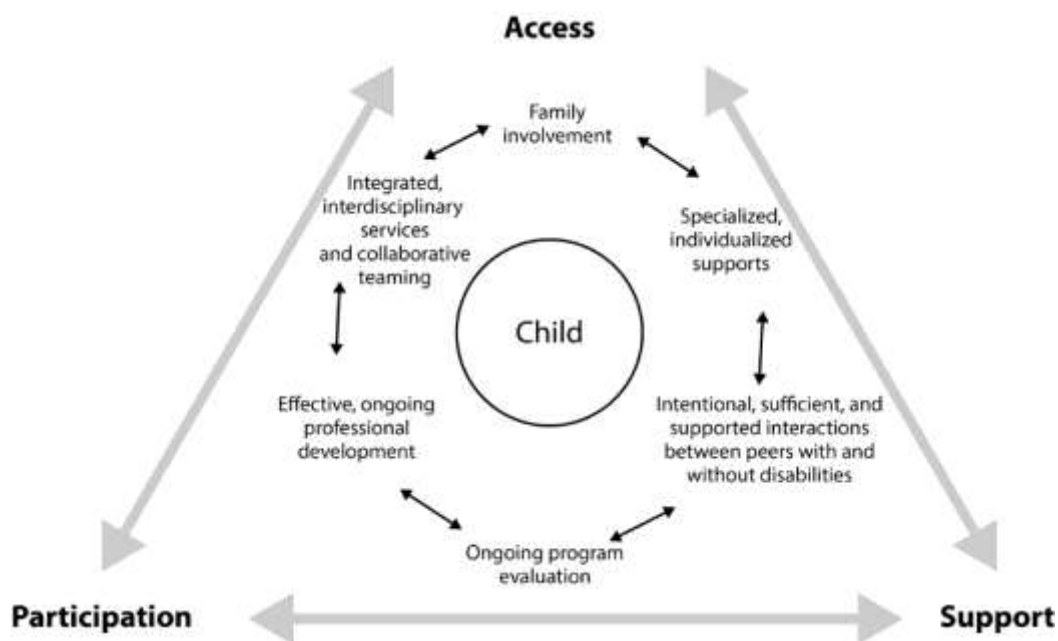 Access
Family
involvement
Integrated,
interdisciplinary
services
and collaborative
teaming
Specialized,
individualized
supports
Child
Effective, ongoing
professional
development
Intentional, sufficient, and
supported interactions
between peers with and
without disabilities
Ongoing program
evaluation
Participation
Support